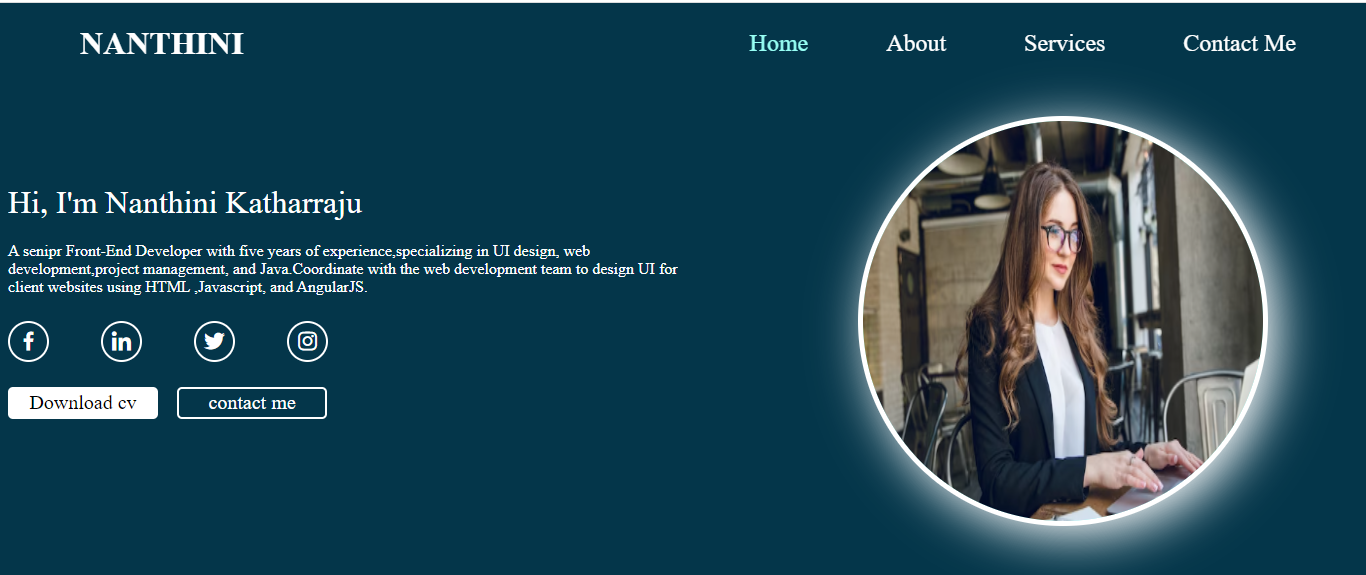 NANTHINI
Home About Services Contact Me
Hi, I'm Nanthini Katharraju
A senipr Front-End Developer with five years of experience,specializing in UI design, web
development,project management, and Java.Coordinate with the web development team to design UI for
client websites using HTML ,Javascript, and AngularJS.
Download cv
contact me